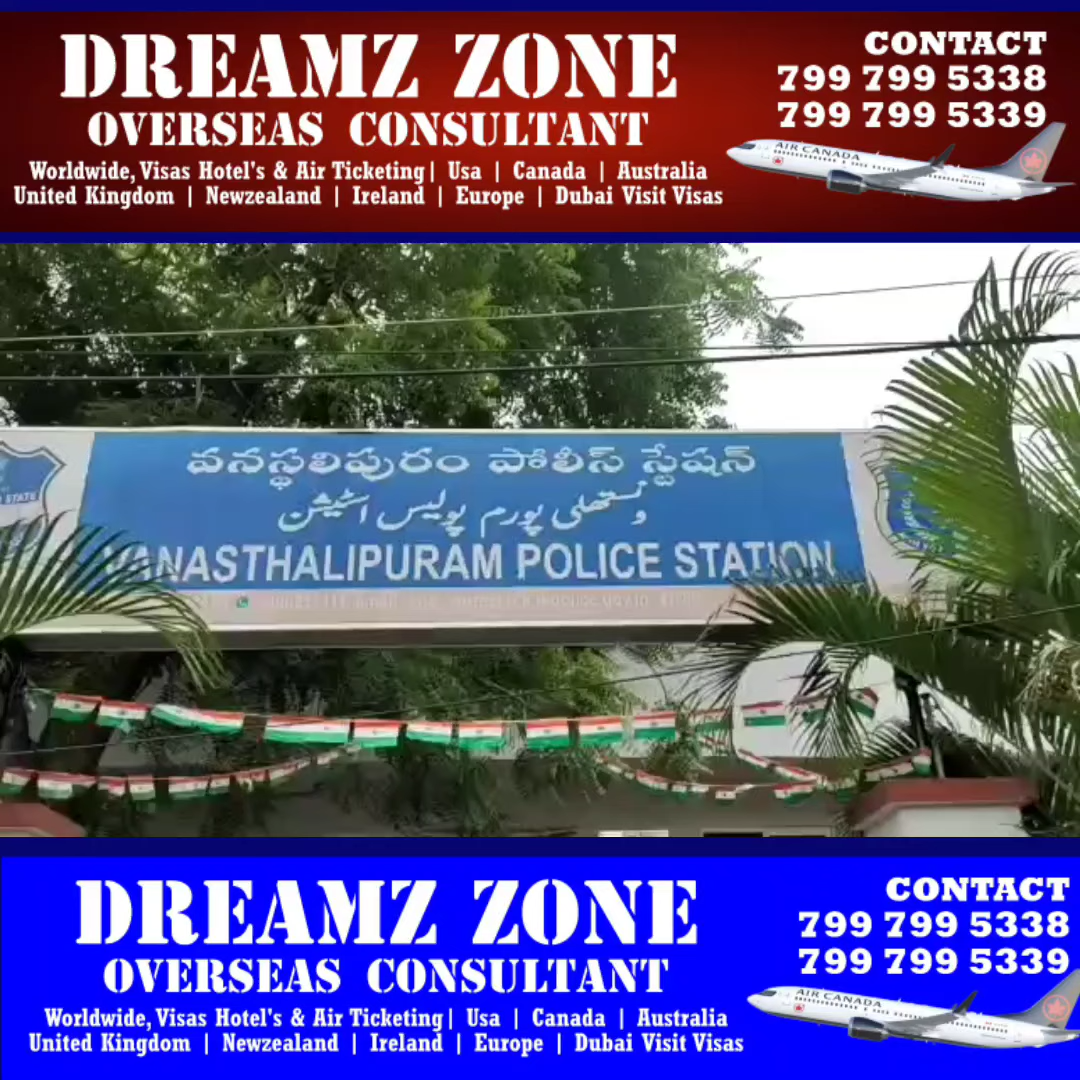 DREAMZ ZONE
OVERSEAS CONSULTANT
Worldwide, Visas Hotel's & Air Ticketing | Usa | Canada | Australia
United Kingdom | Newzealand | Ireland | Europe | Dubai Visit Visas
CONTACT
799 799 5338
799 799 5339
AIR CANADA
STATE
వనస్థలిపురం పోలీస్ స్టేషన్
ونستھلی پورم پولیس اسٹیشن
VANASTHALIPURAM POLICE STATION
DREAMZ ZONE
OVERSEAS CONSULTANT
Worldwide, Visas Hotel's & Air Ticketing | Usa | Canada | Australia
United Kingdom | Newzealand | Ireland | Europe | Dubai Visit Visas
CONTACT
799 799 5338
799 799 5339
AIR CANADA